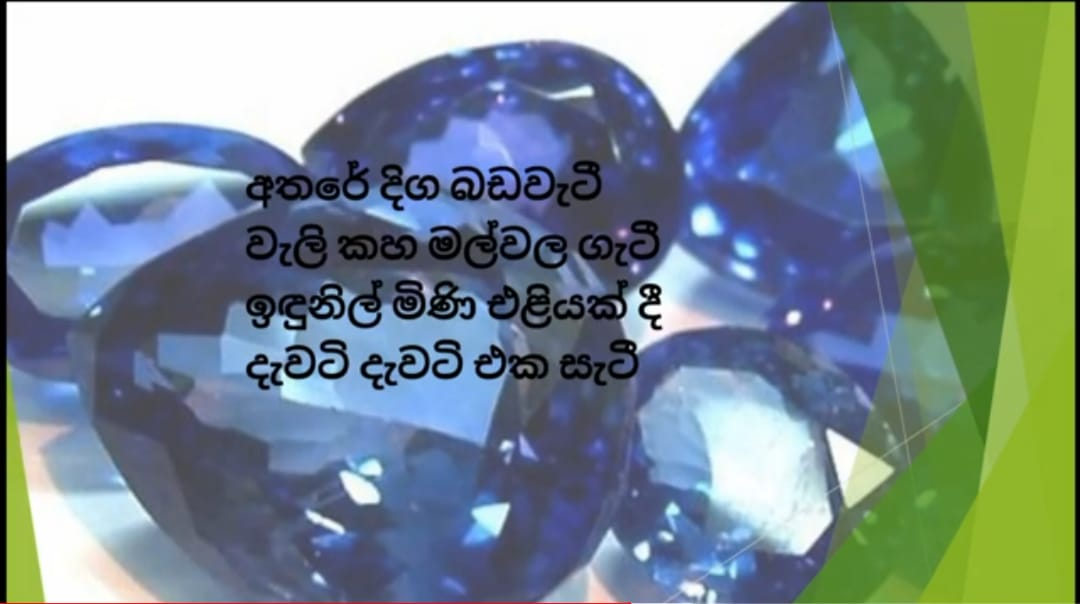 අතරේ දිග බඩවැටී
වැලි කහ මල්වල ගැටී
ඉඳුනිල් මිණි එළියක් දී
දැවටි දැවටි එක සැටී